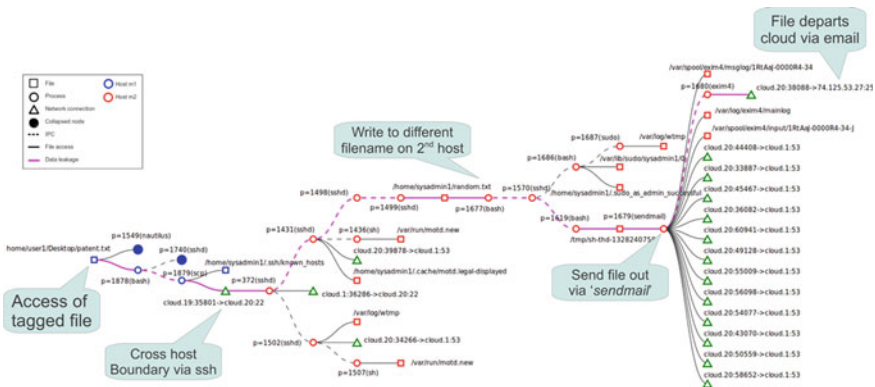 File departs
cloud via email
/var/spool/exim4/msglog/1RtAaJ-0000R4-34
p=1680(exim4)
cloud.20:38088->74.125.53.27:25
/var/log/exim4/mainlog
/var/spool/exim4/input/1RtAaJ-0000R4-34-J
cloud.20:44408->cloud.1:53
cloud.20:33887->cloud.1:53
cloud.20:45467->cloud.1:53
cloud.20:36082->cloud.1:53
cloud.20:60941->cloud.1:53
cloud.20:49128->cloud.1:53
cloud.20:55009->cloud.1:53
cloud.20:56098->cloud.1:53
cloud.20:54077->cloud.1:53
cloud.20:43070->cloud.1:53
cloud.20:50559->cloud.1:53
cloud.20:58652->cloud.1:53
File
Host m1
Process
Host m2
Network connection
Collapsed node
IPC
File access
Data leakage
Write to different
filename on 2nd host
p=1687(sudo)
/var/log/wtmp
p=1686(bash)
/var/lib/sudo/sysadmin1/0
p=1498(sshd)
/home/sysadmin1/random.txt
p=1570(sshd)
/home/sysadmin1/.sudo_as_admin_successful
p=1499(sshd)
p=1677(bash)
p=1619(bash)
p=1679(sendmail)
/tmp/sh-thd-1328240750
p=1431(sshd)
p=1436(sh)
/var/run/motd.new
cloud.20:39878->cloud.1:53
/home/sysadmin1/.cache/motd.legal-displayed
p=1549(nautilus)
home/user1/Desktop/patent.txt
p=1740(sshd)
/home/sysadmin1/.ssh/known_hosts
p=1879(scp)
p=372(sshd)
p=1878(bash)
cloud.19:35801->cloud.20:22
cloud.1:36286->cloud.20:22
Access of
tagged file
Send file out
via 'sendmail'
Cross host
Boundary via ssh
/var/log/wtmp
p=1502(sshd)
cloud.20:34266->cloud.1:53
p=1507(sh)
/var/run/motd.new